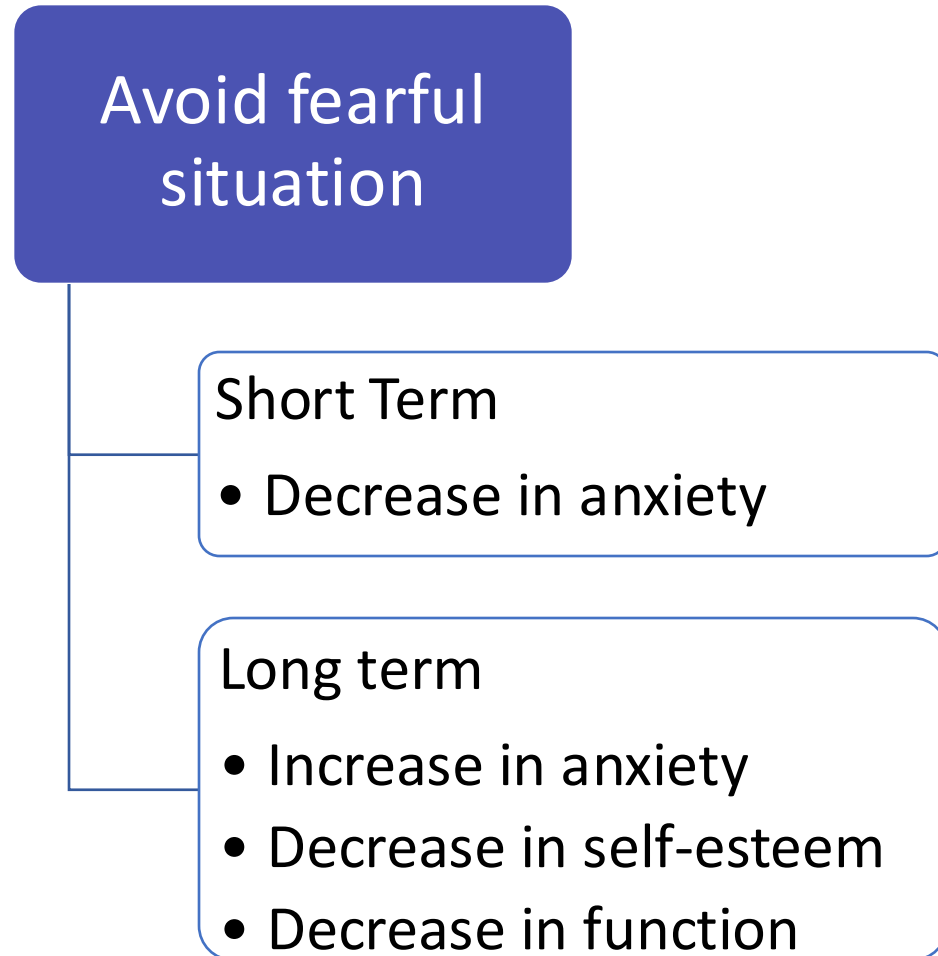 Avoid fearful
situation
Short Term
• Decrease in anxiety
Long term
• Increase in anxiety
• Decrease in self-esteem
• Decrease in function